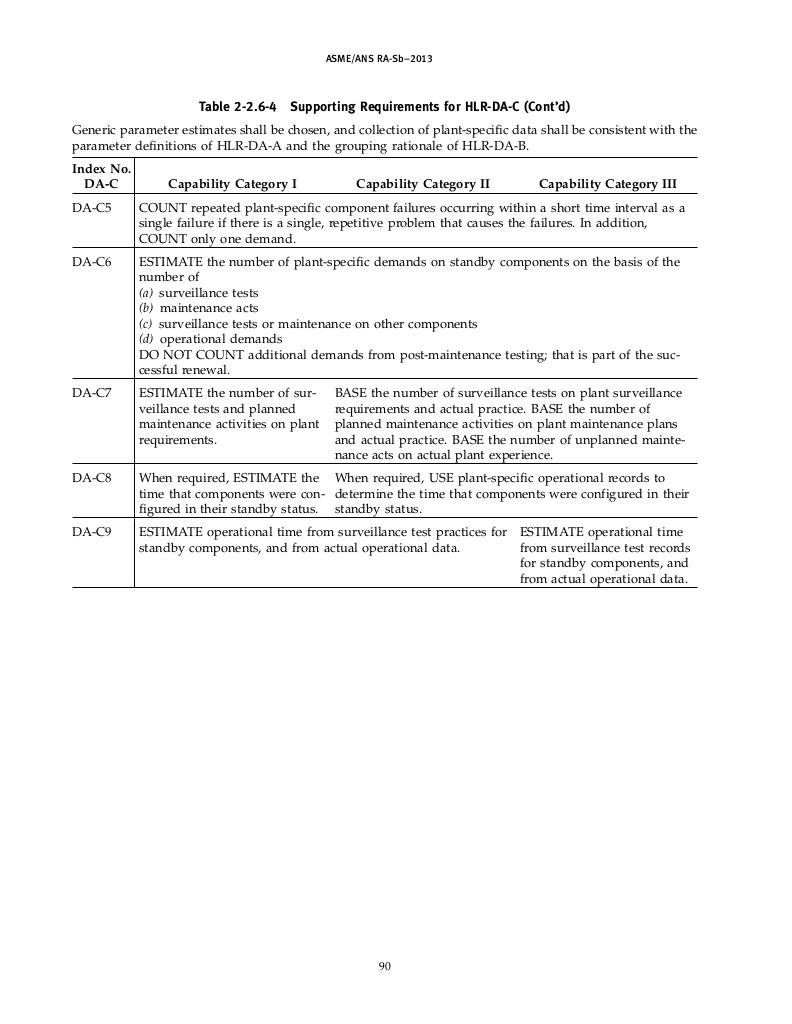 ASME/ANS RA-Sb–2013
Table 2-2.6-4 Supporting Requirements for HLR-DA-C (Cont'd)
Generic parameter estimates shall be chosen, and collection of plant-specific data shall be consistent with the
parameter definitions of HLR-DA-A and the grouping rationale of HLR-DA-B.
Index No.
DA-C
Capability Category I
Capability Category II
Capability Category III
DA-C5
COUNT repeated plant-specific component failures occurring within a short time interval as a
single failure if there is a single, repetitive problem that causes the failures. In addition,
COUNT only one demand.
DA-C6
ESTIMATE the number of plant-specific demands on standby components on the basis of the
number of
(a) surveillance tests
(b) maintenance acts
(c) surveillance tests or maintenance on other components
(d) operational demands
DO NOT COUNT additional demands from post-maintenance testing; that is part of the suc-
cessful renewal.
DA-C7
ESTIMATE the number of sur-
veillance tests and planned
maintenance activities on plant
requirements.
BASE the number of surveillance tests on plant surveillance
requirements and actual practice. BASE the number of
planned maintenance activities on plant maintenance plans
and actual practice. BASE the number of unplanned mainte-
nance acts on actual plant experience.
DA-C8
When required, ESTIMATE the
time that components were con-
figured in their standby status.
When required, USE plant-specific operational records to
determine the time that components were configured in their
standby status.
DA-C9
ESTIMATE operational time from surveillance test practices for
standby components, and from actual operational data.
ESTIMATE operational time
from surveillance test records
for standby components, and
from actual operational data.
90